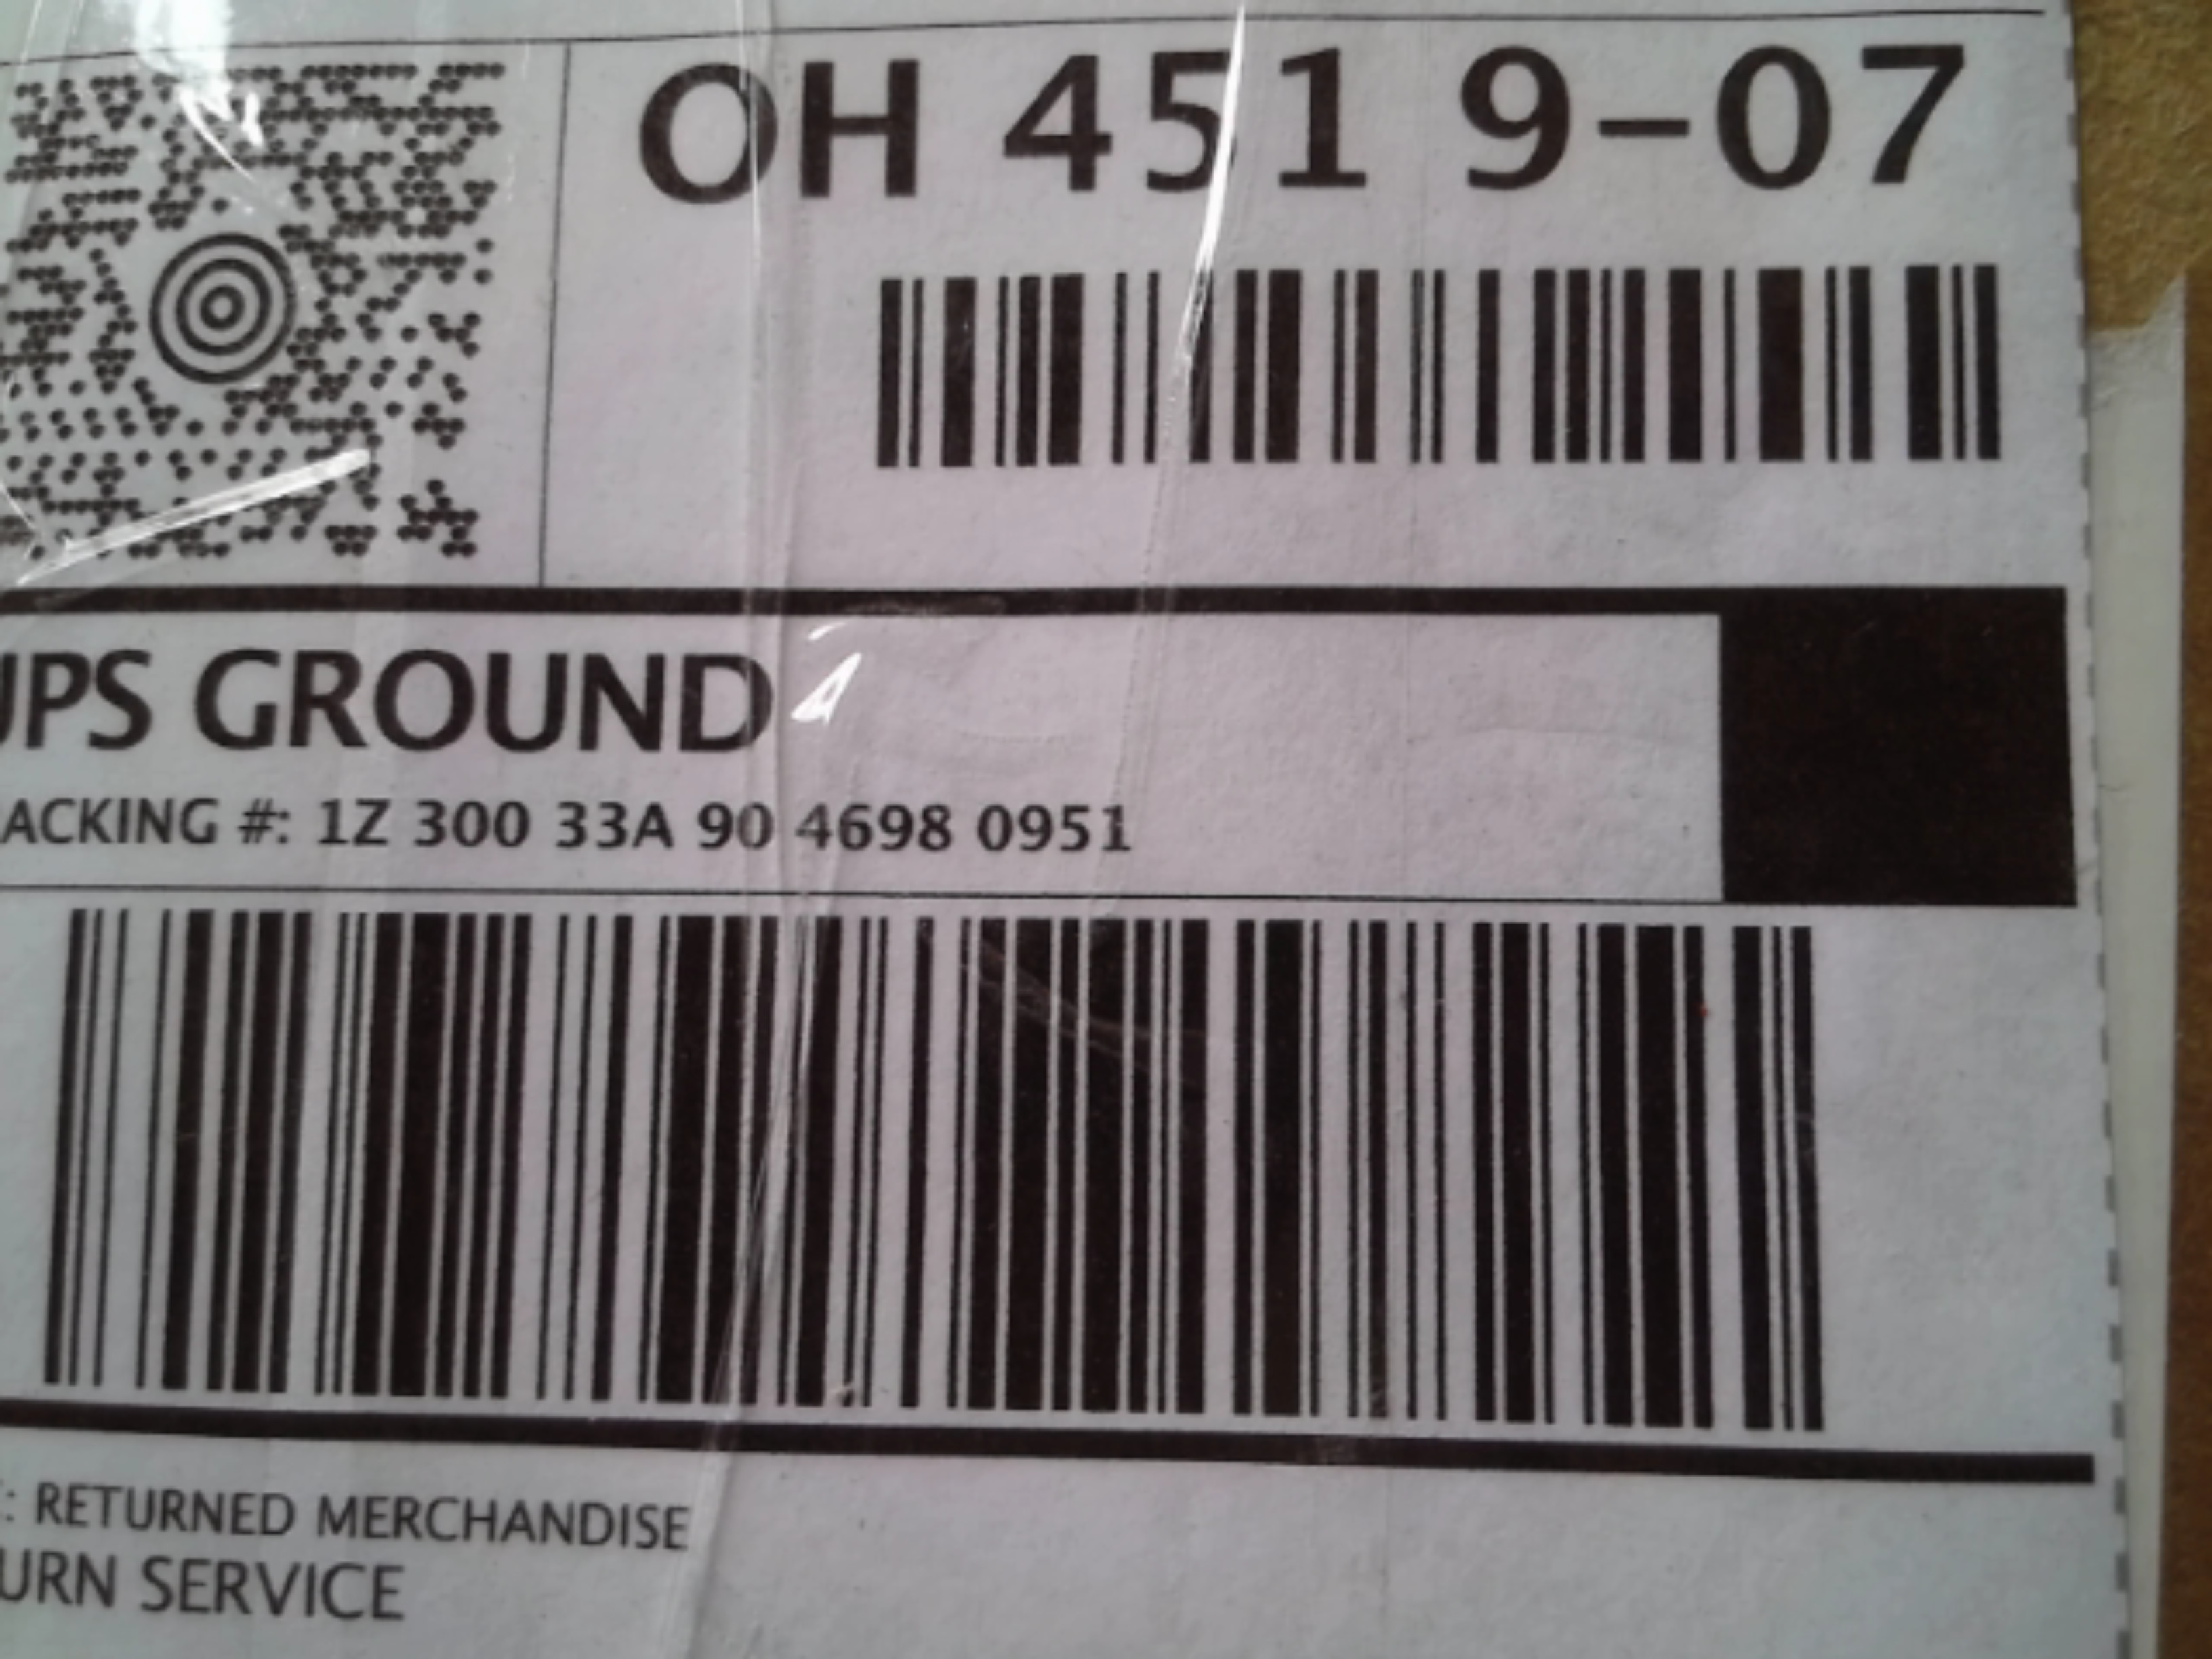 OH 451 9-07
UPS GROUND
ACKING #: 1Z 300 33A 90 4698 0951
: RETURNED MERCHANDISE
URN SERVICE